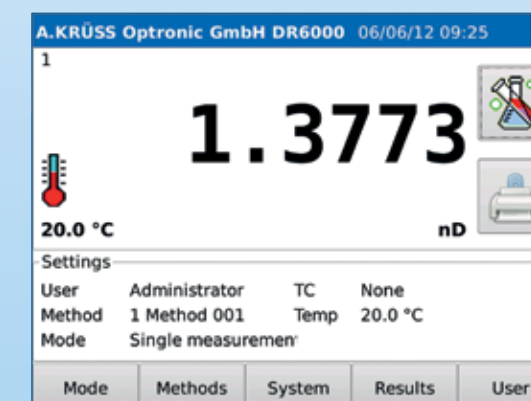 A.KRÜSS Optronic GmbH DR6000 06/06/12 09:25
1
1.3773
20.0 °C nD
Settings
User Administrator TC None
Method 1 Method 001 Temp 20.0 °C
Mode Single measuremen
Mode Methods System Results User